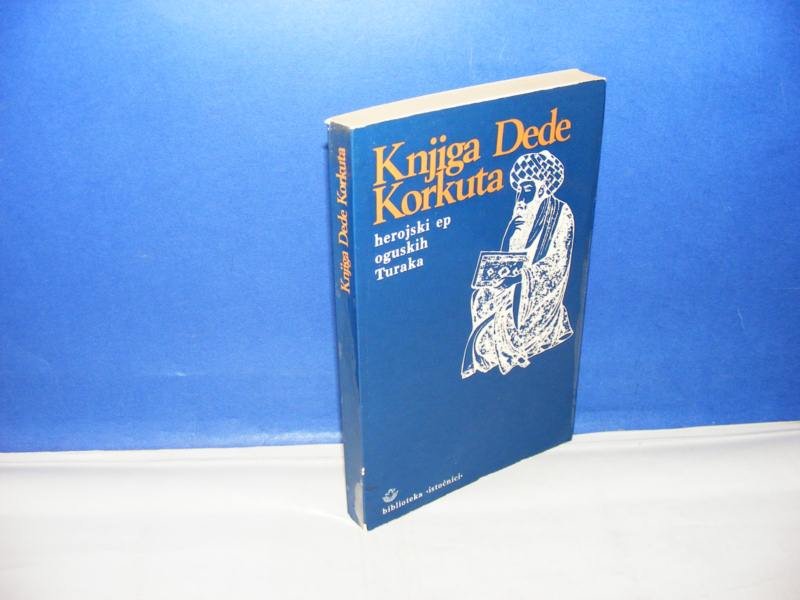 Knjiga Dede
Korkuta
herojski ep
oguskih
Turaka
biblioteka ·istočnici·
Knjiga Dede Korkuta